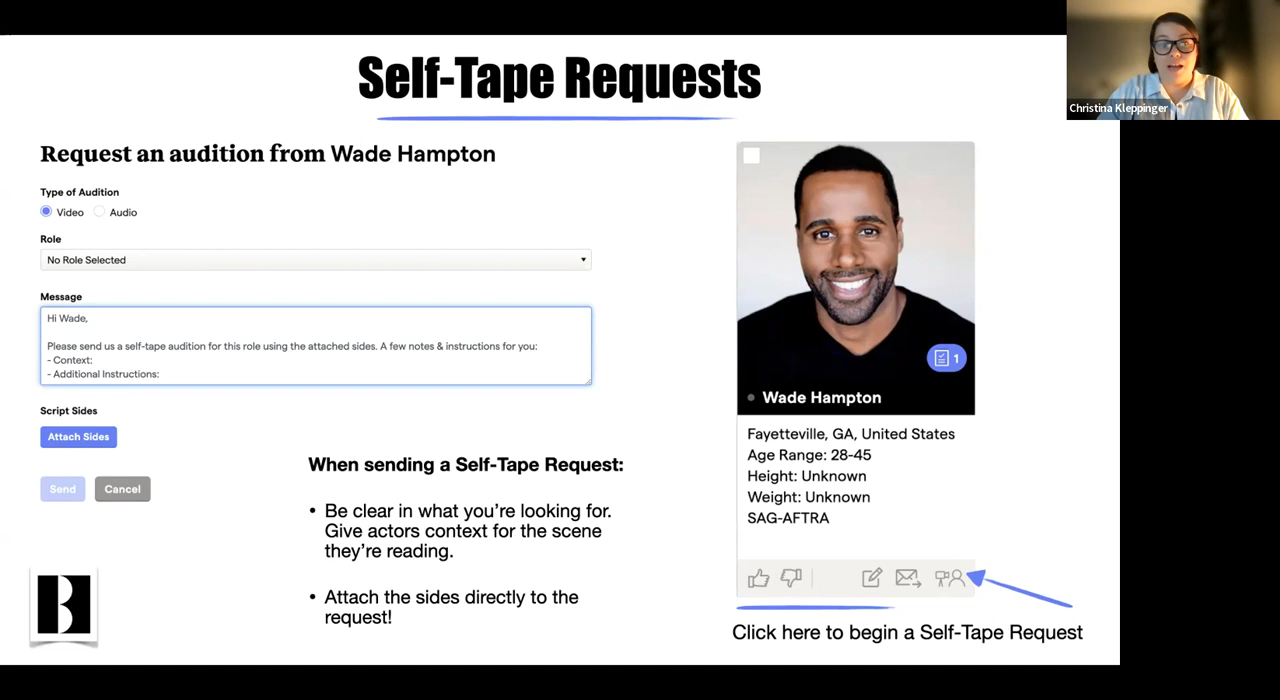 Self-Tape Requests
Christina Kleppinger
Request an audition from Wade Hampton
Type of Audition
Video Audio
Role
No Role Selected
Message
Hi Wade,
Please send us a self-tape audition for this role using the attached sides. A few notes & instructions for you:
- Context:
- Additional Instructions:
Script Sides
Attach Sides
Send Cancel
When sending a Self-Tape Request:
• Be clear in what you’re looking for.
Give actors context for the scene
they’re reading.
• Attach the sides directly to the
request!
B
1
Wade Hampton
Fayetteville, GA, United States
Age Range: 28-45
Height: Unknown
Weight: Unknown
SAG-AFTRA
Click here to begin a Self-Tape Request